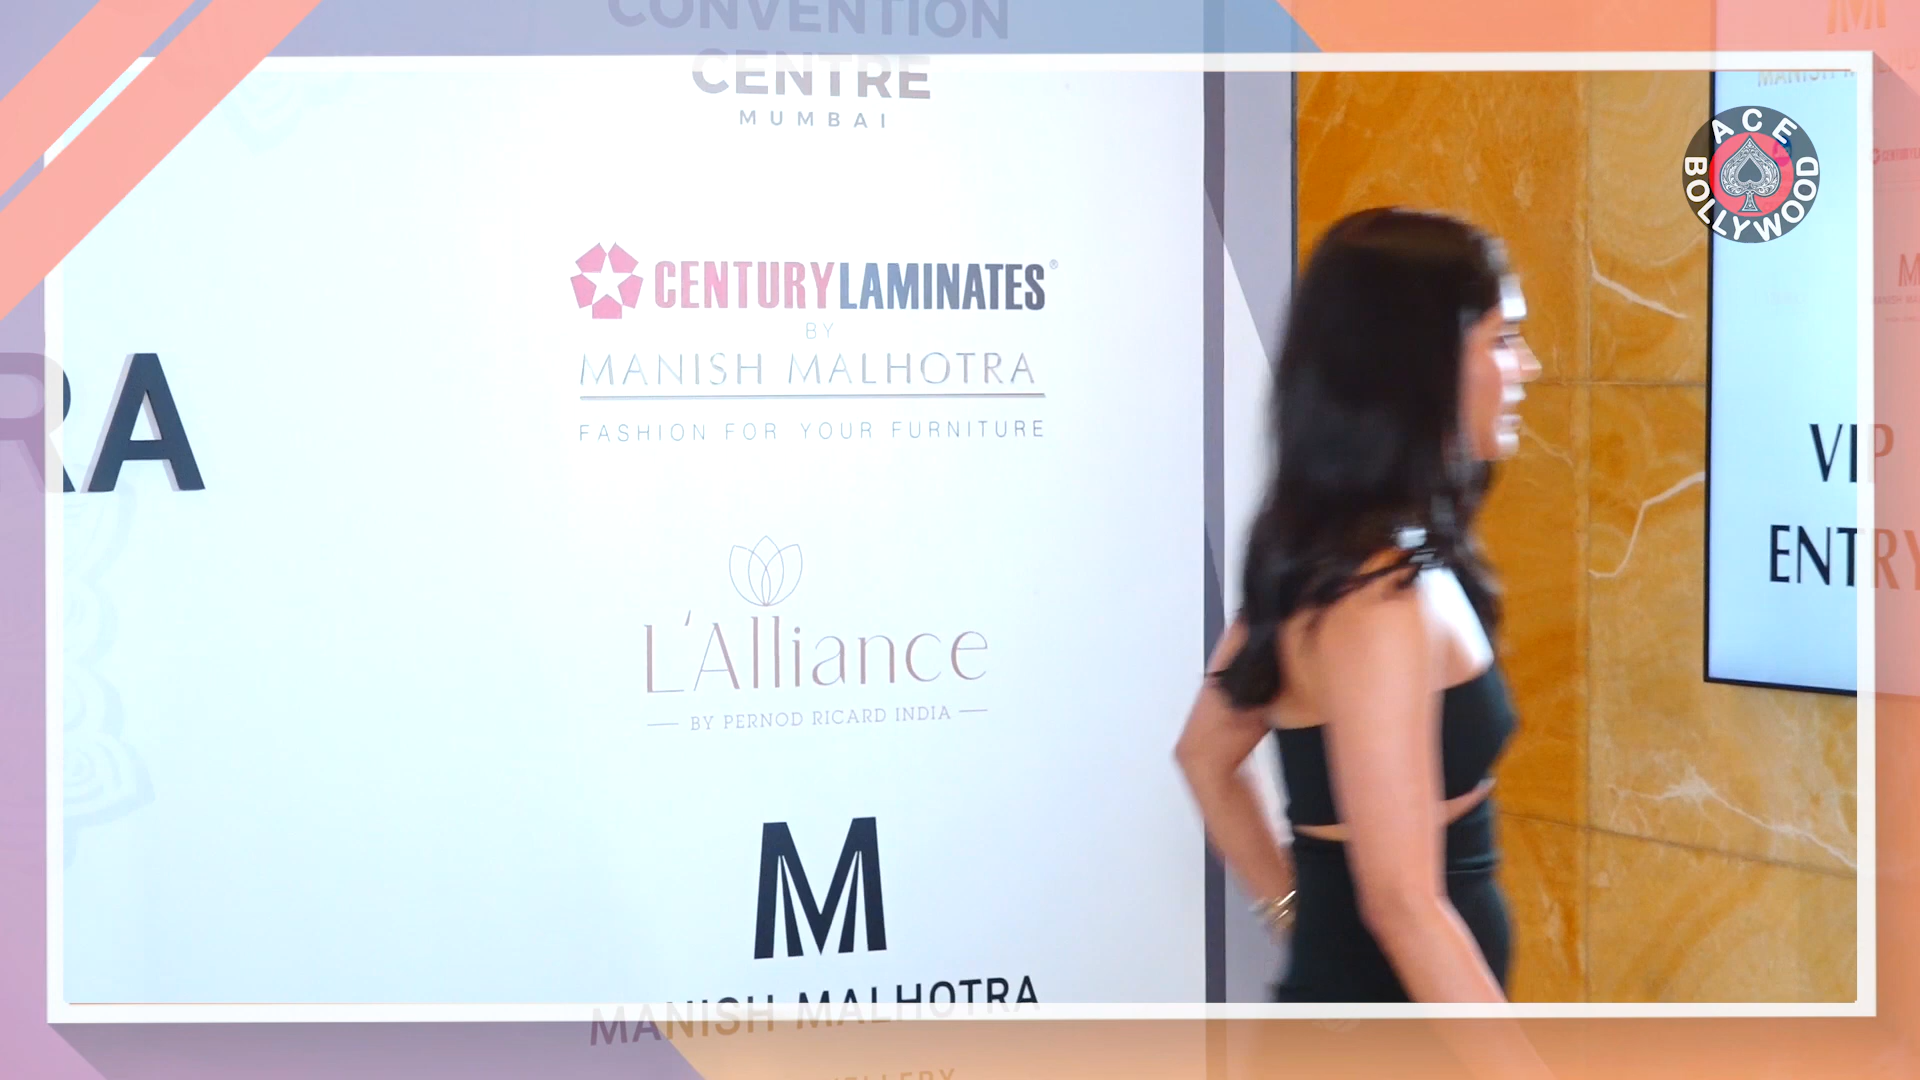 CONVENTION
CENTRE
MUMBAI
CENTURYLAMINATES®
BY
MANISH MALHOTRA
FASHION FOR YOUR FURNITURE
RA
L'Alliance
BY PERNOD RICARD INDIA
M
MANISH MALHOTRA
ACE
BOLLYWOOD
VIP
ENTRY